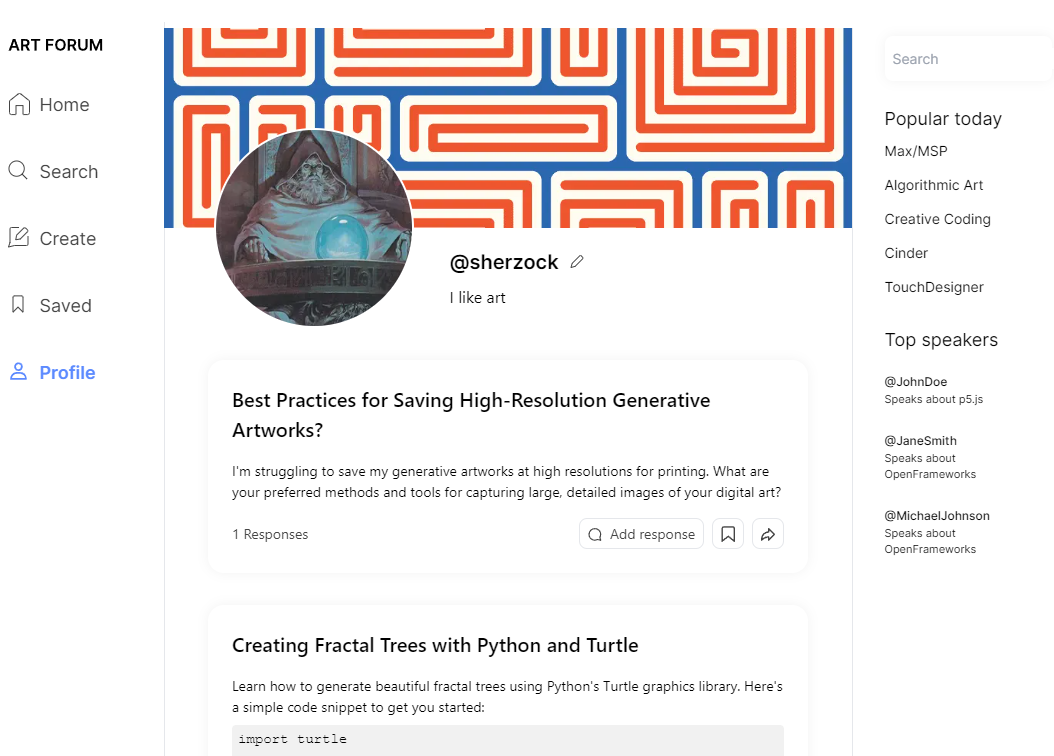 ART FORUM
Home
Search
Create
Saved
Profile
@sherzock
I like art
Best Practices for Saving High-Resolution Generative
Artworks?
I'm struggling to save my generative artworks at high resolutions for printing. What are
your preferred methods and tools for capturing large, detailed images of your digital art?
1 Responses
Add response
Creating Fractal Trees with Python and Turtle
Learn how to generate beautiful fractal trees using Python's Turtle graphics library. Here's
a simple code snippet to get you started:
import turtle
Search
Popular today
Max/MSP
Algorithmic Art
Creative Coding
Cinder
TouchDesigner
Top speakers
@JohnDoe
Speaks about p5.js
@JaneSmith
Speaks about
OpenFrameworks
@MichaelJohnson
Speaks about
OpenFrameworks